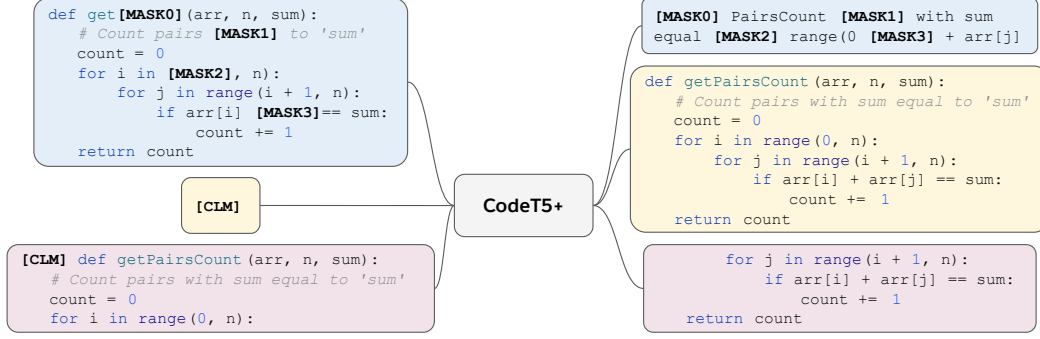 def get[MASK0](arr, n, sum):
# Count pairs [MASK1] to 'sum'
count = 0
for i in [MASK2], n):
for j in range(i + 1, n):
if arr[i] [MASK3]== sum:
count += 1
return count
[CLM]
[CLM] def getPairsCount(arr, n, sum):
# Count pairs with sum equal to 'sum'
count = 0
for i in range(0, n):
CodeT5+
[MASK0] PairsCount [MASK1] with sum
equal [MASK2] range(0 [MASK3] + arr[j]
def getPairsCount(arr, n, sum):
# Count pairs with sum equal to 'sum'
count = 0
for i in range(0, n):
for j in range(i + 1, n):
if arr[i] + arr[j] == sum:
count += 1
return count
for j in range(i + 1, n):
if arr[i] + arr[j] == sum:
count += 1
return count